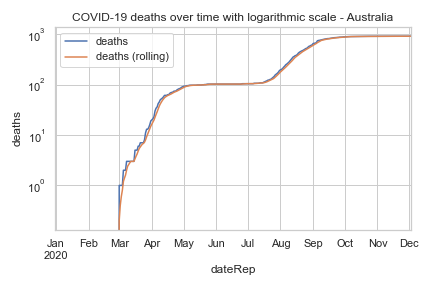 COVID-19 deaths over time with logarithmic scale - Australia
deaths
deaths (rolling)
10³
10²
10¹
10⁰
deaths
Jan Feb Mar Apr May Jun Jul Aug Sep Oct Nov Dec
2020
dateRep